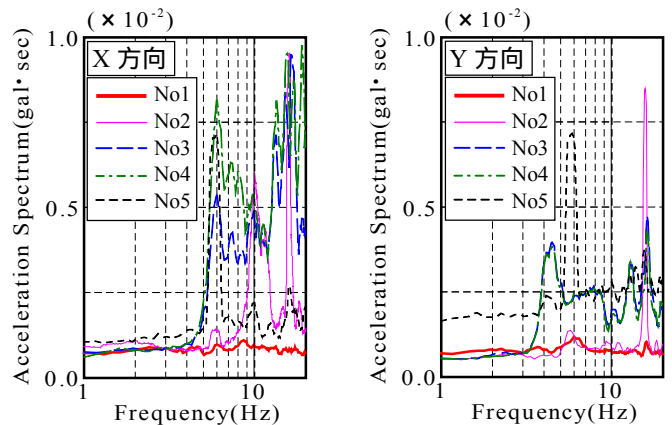 (× 10-2)
1.0
X 方向
No1
No2
No3
No4
No5
0.5
0.0
1
10
Acceleration Spectrum(gal• sec)
Frequency(Hz)
(× 10-2)
1.0
Y 方向
No1
No2
No3
No4
No5
0.5
0.0
1
10
Acceleration Spectrum(gal• sec)
Frequency(Hz)